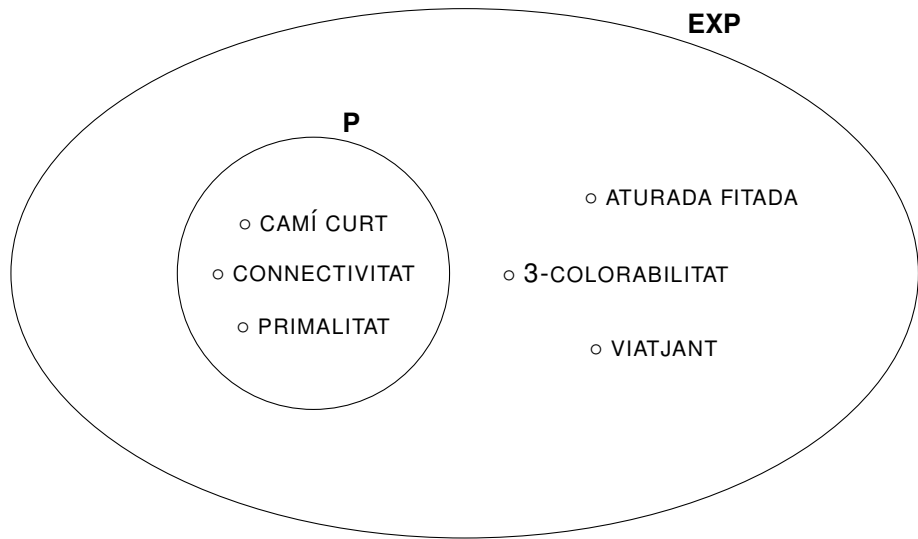 EXP
P
ATURADA FITADA
CAMÍ CURT
CONNECTIVITAT
3-COLORABILITAT
PRIMALITAT
VIATJANT